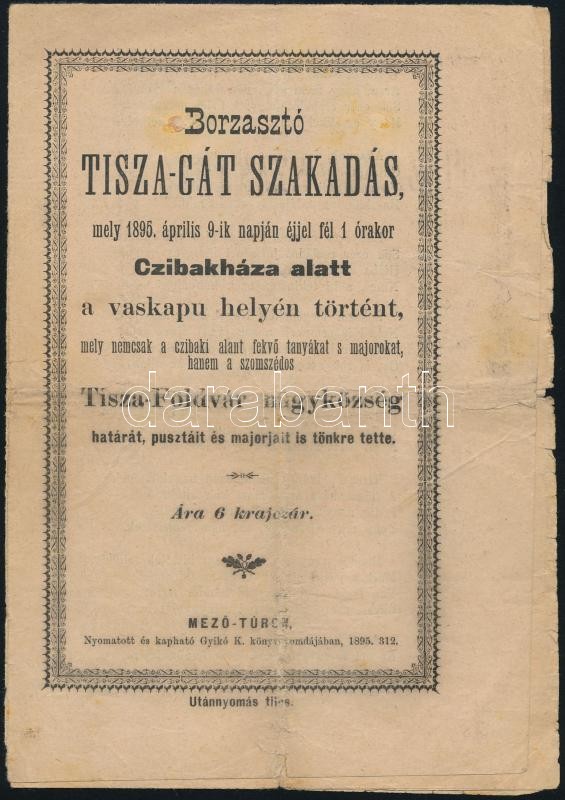 Borzasztó
TISZA-GÁT SZAKADÁS,
mely 1895. április 9-ik napján éjjel fél 1 órakor
Czibakháza alatt
a vaskapu helyén történt,
mely nemcsak a czibaki alant fekvő tanyákat s majorokat,
hanem a szomszédos
Tisza-Földvár nagyközség
határát, pusztáit és majorjait is tönkre tette.
Ára 6 krajczár.
MEZŐ-TÚRON,
Nyomatott és kapható Gyikó K. könyvnyomdájában, 1895. 312.
Utánnyomás tilos.
darabanth